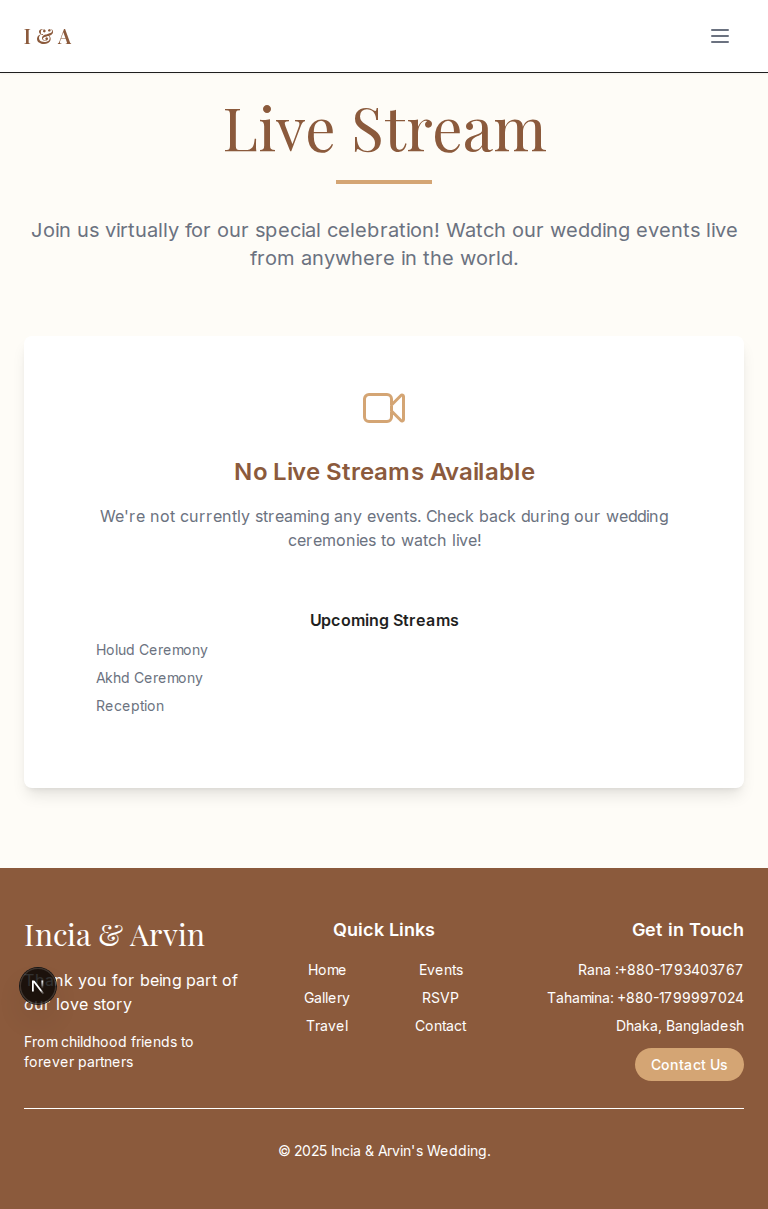 I & A
Live Stream
Join us virtually for our special celebration! Watch our wedding events live
from anywhere in the world.
No Live Streams Available
We're not currently streaming any events. Check back during our wedding
ceremonies to watch live!
Upcoming Streams
Holud Ceremony
Akhd Ceremony
Reception
Incia & Arvin
Thank you for being part of
our love story
From childhood friends to
forever partners
Quick Links
Home
Events
Gallery
RSVP
Travel
Contact
Get in Touch
Rana :+880-1793403767
Tahamina: +880-1799997024
Dhaka, Bangladesh
Contact Us
© 2025 Incia & Arvin's Wedding.